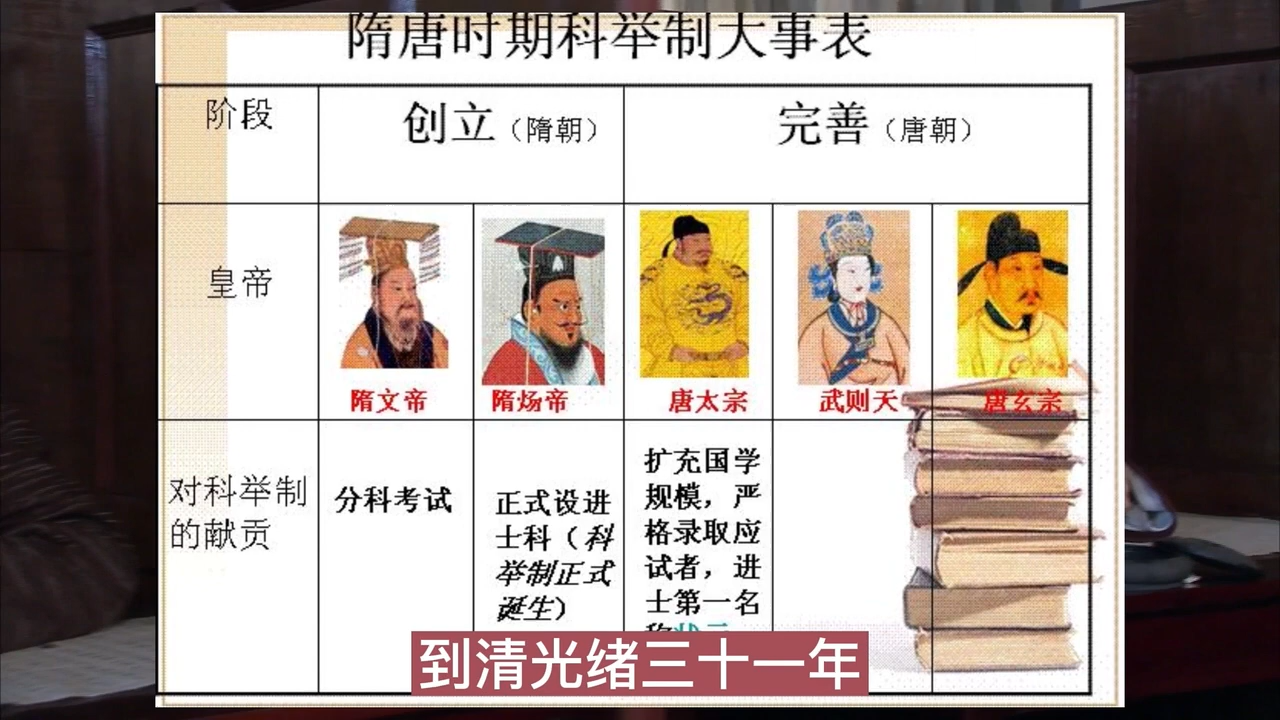 隋唐时期科举制大事表
阶段
创立（隋朝）
完善（唐朝）
皇帝
隋文帝
隋炀帝
唐太宗
武则天
唐玄宗
对科举制
的献贡
分科考试
正式设进
士科（科
举制正式
诞生）
扩充国学
规模，严
格录取应
试者，进
士第一名
到清光绪三十一年